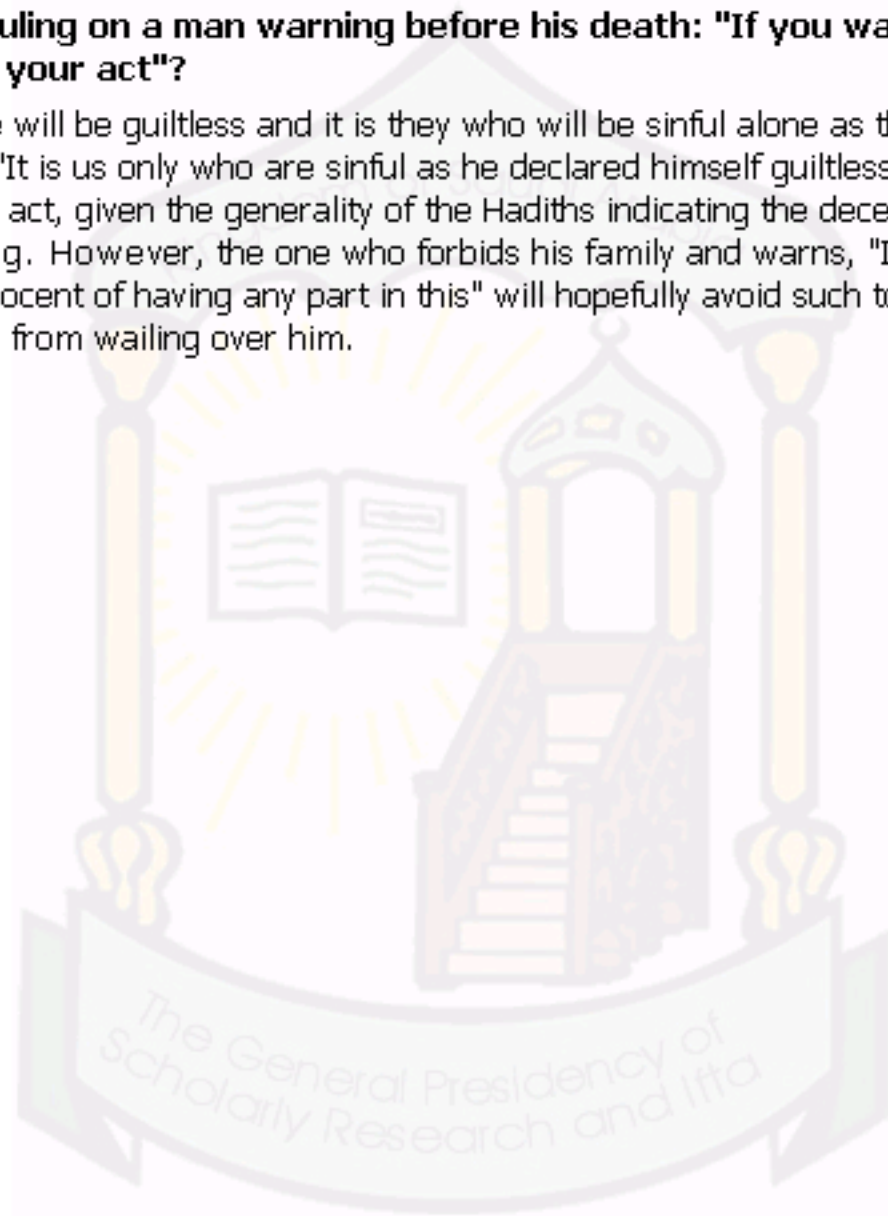 uling on a man warning before his death: "If you wa
your act"?
will be guiltless and it is they who will be sinful alone as
"It is us only who are sinful as he declared himself guiltless
act, given the generality of the Hadiths indicating the dece
g. However, the one who forbids his family and warns, "I
ocent of having any part in this" will hopefully avoid such
from wailing over him.
Kingdom of Saudi Arabia
The General Presidency of
Scholarly Research and Ifta